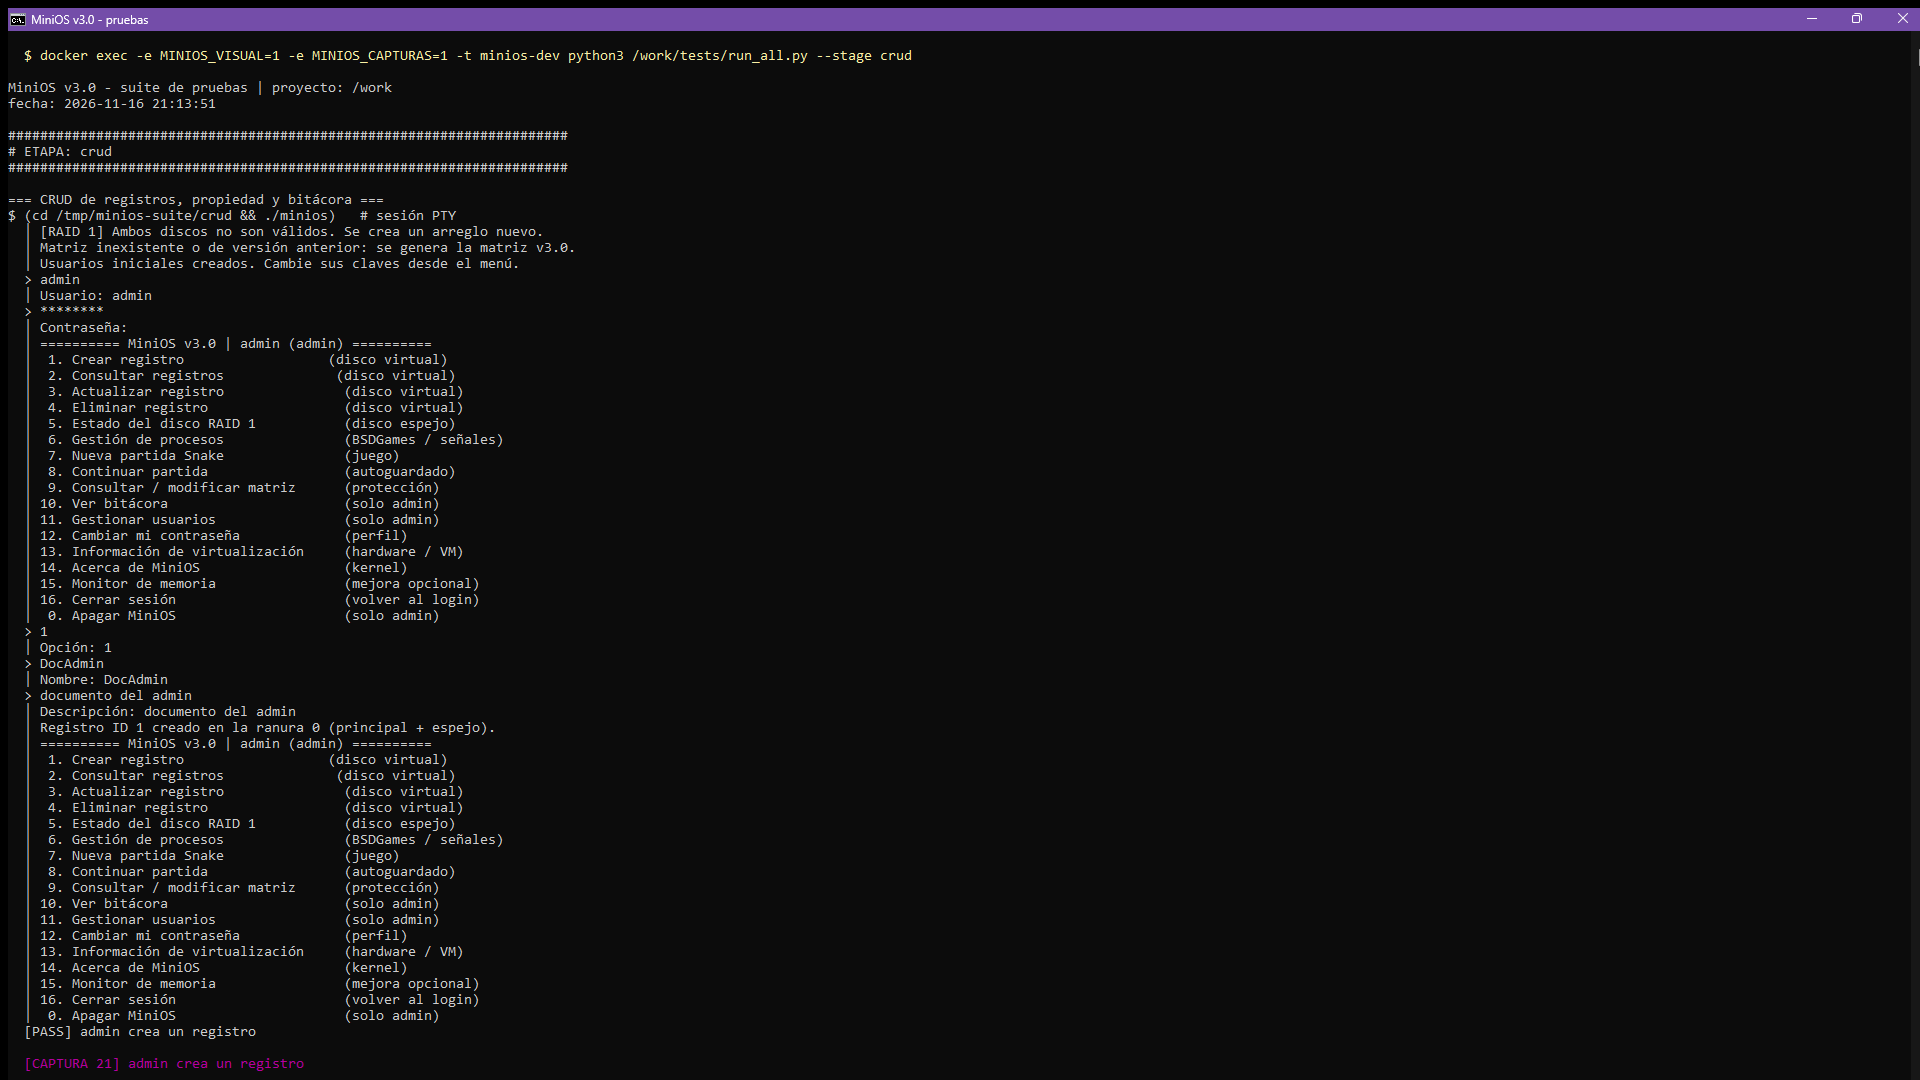 MiniOS v3.0 - pruebas
$ docker exec -e MINIOS_VISUAL=1 -e MINIOS_CAPTURAS=1 -t minios-dev python3 /work/tests/run_all.py --stage crud
MiniOS v3.0 - suite de pruebas | proyecto: /work
fecha: 2026-11-16 21:13:51
######################################################################
# ETAPA: crud
######################################################################
=== CRUD de registros, propiedad y bitácora ===
$ (cd /tmp/minios-suite/crud && ./minios)   # sesión PTY
│ [RAID 1] Ambos discos no son válidos. Se crea un arreglo nuevo.
│ Matriz inexistente o de versión anterior: se genera la matriz v3.0.
│ Usuarios iniciales creados. Cambie sus claves desde el menú.
> admin
│ Usuario: admin
> ********
│ Contraseña:
│ ========== MiniOS v3.0 | admin (admin) ==========
│  1. Crear registro                  (disco virtual)
│  2. Consultar registros              (disco virtual)
│  3. Actualizar registro               (disco virtual)
│  4. Eliminar registro                 (disco virtual)
│  5. Estado del disco RAID 1           (disco espejo)
│  6. Gestión de procesos               (BSDGames / señales)
│  7. Nueva partida Snake               (juego)
│  8. Continuar partida                 (autoguardado)
│  9. Consultar / modificar matriz      (protección)
│ 10. Ver bitácora                      (solo admin)
│ 11. Gestionar usuarios                (solo admin)
│ 12. Cambiar mi contraseña             (perfil)
│ 13. Información de virtualización     (hardware / VM)
│ 14. Acerca de MiniOS                  (kernel)
│ 15. Monitor de memoria                (mejora opcional)
│ 16. Cerrar sesión                     (volver al login)
│  0. Apagar MiniOS                     (solo admin)
> 1
│ Opción: 1
> DocAdmin
│ Nombre: DocAdmin
> documento del admin
│ Descripción: documento del admin
│ Registro ID 1 creado en la ranura 0 (principal + espejo).
│ ========== MiniOS v3.0 | admin (admin) ==========
│  1. Crear registro                  (disco virtual)
│  2. Consultar registros              (disco virtual)
│  3. Actualizar registro               (disco virtual)
│  4. Eliminar registro                 (disco virtual)
│  5. Estado del disco RAID 1           (disco espejo)
│  6. Gestión de procesos               (BSDGames / señales)
│  7. Nueva partida Snake               (juego)
│  8. Continuar partida                 (autoguardado)
│  9. Consultar / modificar matriz      (protección)
│ 10. Ver bitácora                      (solo admin)
│ 11. Gestionar usuarios                (solo admin)
│ 12. Cambiar mi contraseña             (perfil)
│ 13. Información de virtualización     (hardware / VM)
│ 14. Acerca de MiniOS                  (kernel)
│ 15. Monitor de memoria                (mejora opcional)
│ 16. Cerrar sesión                     (volver al login)
│  0. Apagar MiniOS                     (solo admin)
[PASS] admin crea un registro
[CAPTURA 21] admin crea un registro